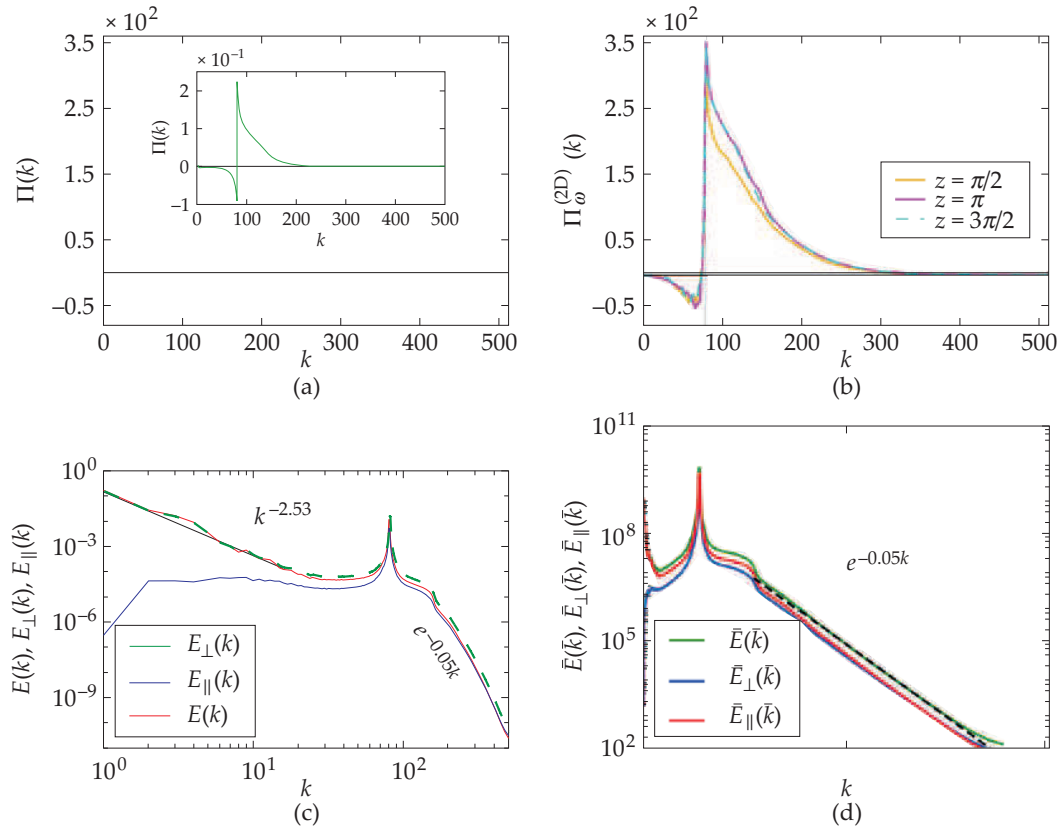 × 10²
3.5
2.5
1.5
0.5
−0.5
Π(k)
0 100 200 300 400 500
k
(a)
× 10⁻¹
2
1
0
−1
Π(k)
0 100 200 300 400 500
k
× 10²
3.5
2.5
1.5
0.5
−0.5
Π_ω^(2D) (k)
z = π/2
z = π
z = 3π/2
0 100 200 300 400 500
k
(b)
10⁰
10⁻³
10⁻⁶
10⁻⁹
E(k), E⊥(k), E∥(k)
k^−2.53
e^−0.05k
E⊥(k)
E∥(k)
E(k)
10⁰ 10¹ 10²
k
(c)
10¹¹
10⁸
10⁵
10²
Ē(k̄), Ē⊥(k̄), Ē∥(k̄)
e^−0.05k
Ē(k̄)
Ē⊥(k̄)
Ē∥(k̄)
k
(d)